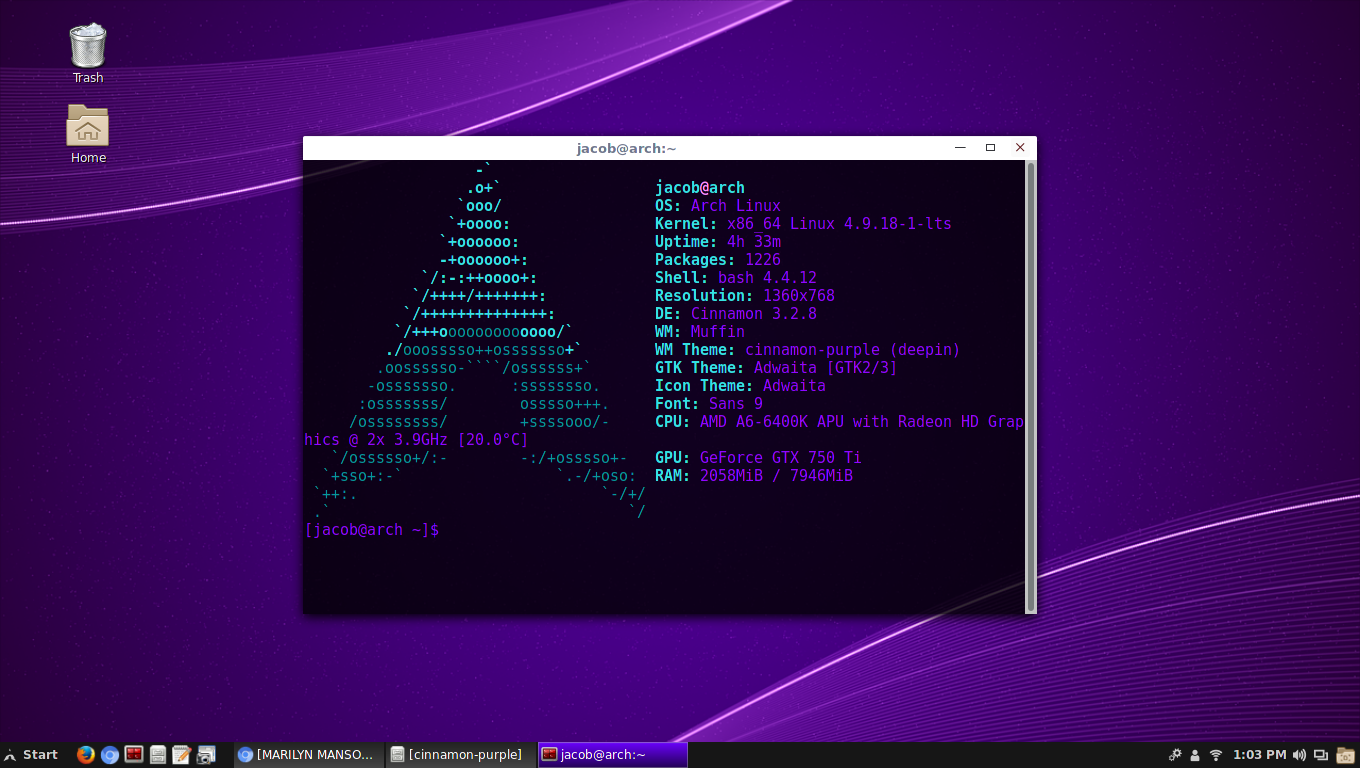 Trash
Home
jacob@arch:~
                   -`
                  .o+`                 jacob@arch
                 `ooo/                 OS: Arch Linux
                `+oooo:                Kernel: x86_64 Linux 4.9.18-1-lts
               `+oooooo:               Uptime: 4h 33m
               -+oooooo+:              Packages: 1226
             `/:-:++oooo+:             Shell: bash 4.4.12
            `/++++/+++++++:            Resolution: 1360x768
           `/++++++++++++++:           DE: Cinnamon 3.2.8
          `/+++ooooooooooooo/`         WM: Muffin
         ./ooosssso++osssssso+`        WM Theme: cinnamon-purple (deepin)
        .oossssso-````/ossssss+`       GTK Theme: Adwaita [GTK2/3]
       -osssssso.      :ssssssso.      Icon Theme: Adwaita
      :osssssss/        osssso+++.     Font: Sans 9
     /ossssssss/        +ssssooo/-     CPU: AMD A6-6400K APU with Radeon HD Grap
hics @ 2x 3.9GHz [20.0°C]
   `/ossssso+/:-        -:/+osssso+-   GPU: GeForce GTX 750 Ti
  `+sso+:-`                 `.-/+oso:  RAM: 2058MiB / 7946MiB
 `++:.                           `-/+/
 .`                                 `/
[jacob@arch ~]$
Start [MARILYN MANSO... [cinnamon-purple] jacob@arch:~ 1:03 PM